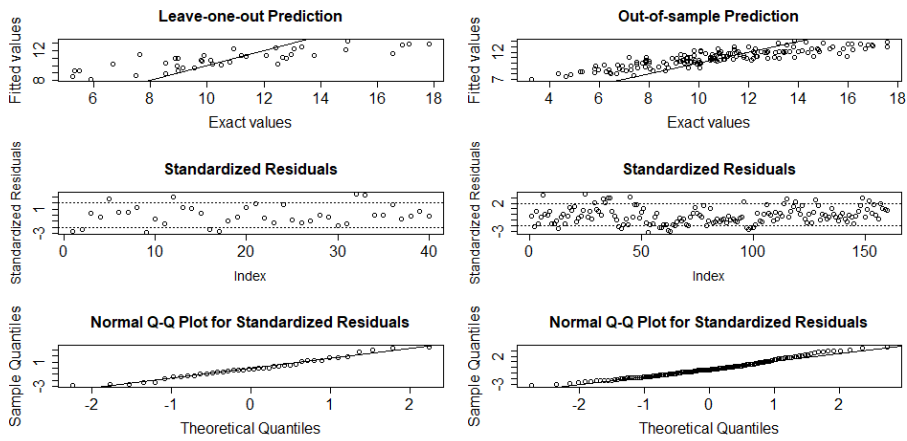 Leave-one-out Prediction
Fitted values
12
8
6 8 10 12 14 16 18
Exact values
Standardized Residuals
Standardized Residuals
1
-3
0 10 20 30 40
Index
Normal Q-Q Plot for Standardized Residuals
Sample Quantiles
1
-3
-2 -1 0 1 2
Theoretical Quantiles
Out-of-sample Prediction
Fitted values
12
7
4 6 8 10 12 14 16
Exact values
Standardized Residuals
Standardized Residuals
2
-3
0 50 100 150
Index
Normal Q-Q Plot for Standardized Residuals
Sample Quantiles
2
-3
-2 -1 0 1 2
Theoretical Quantiles